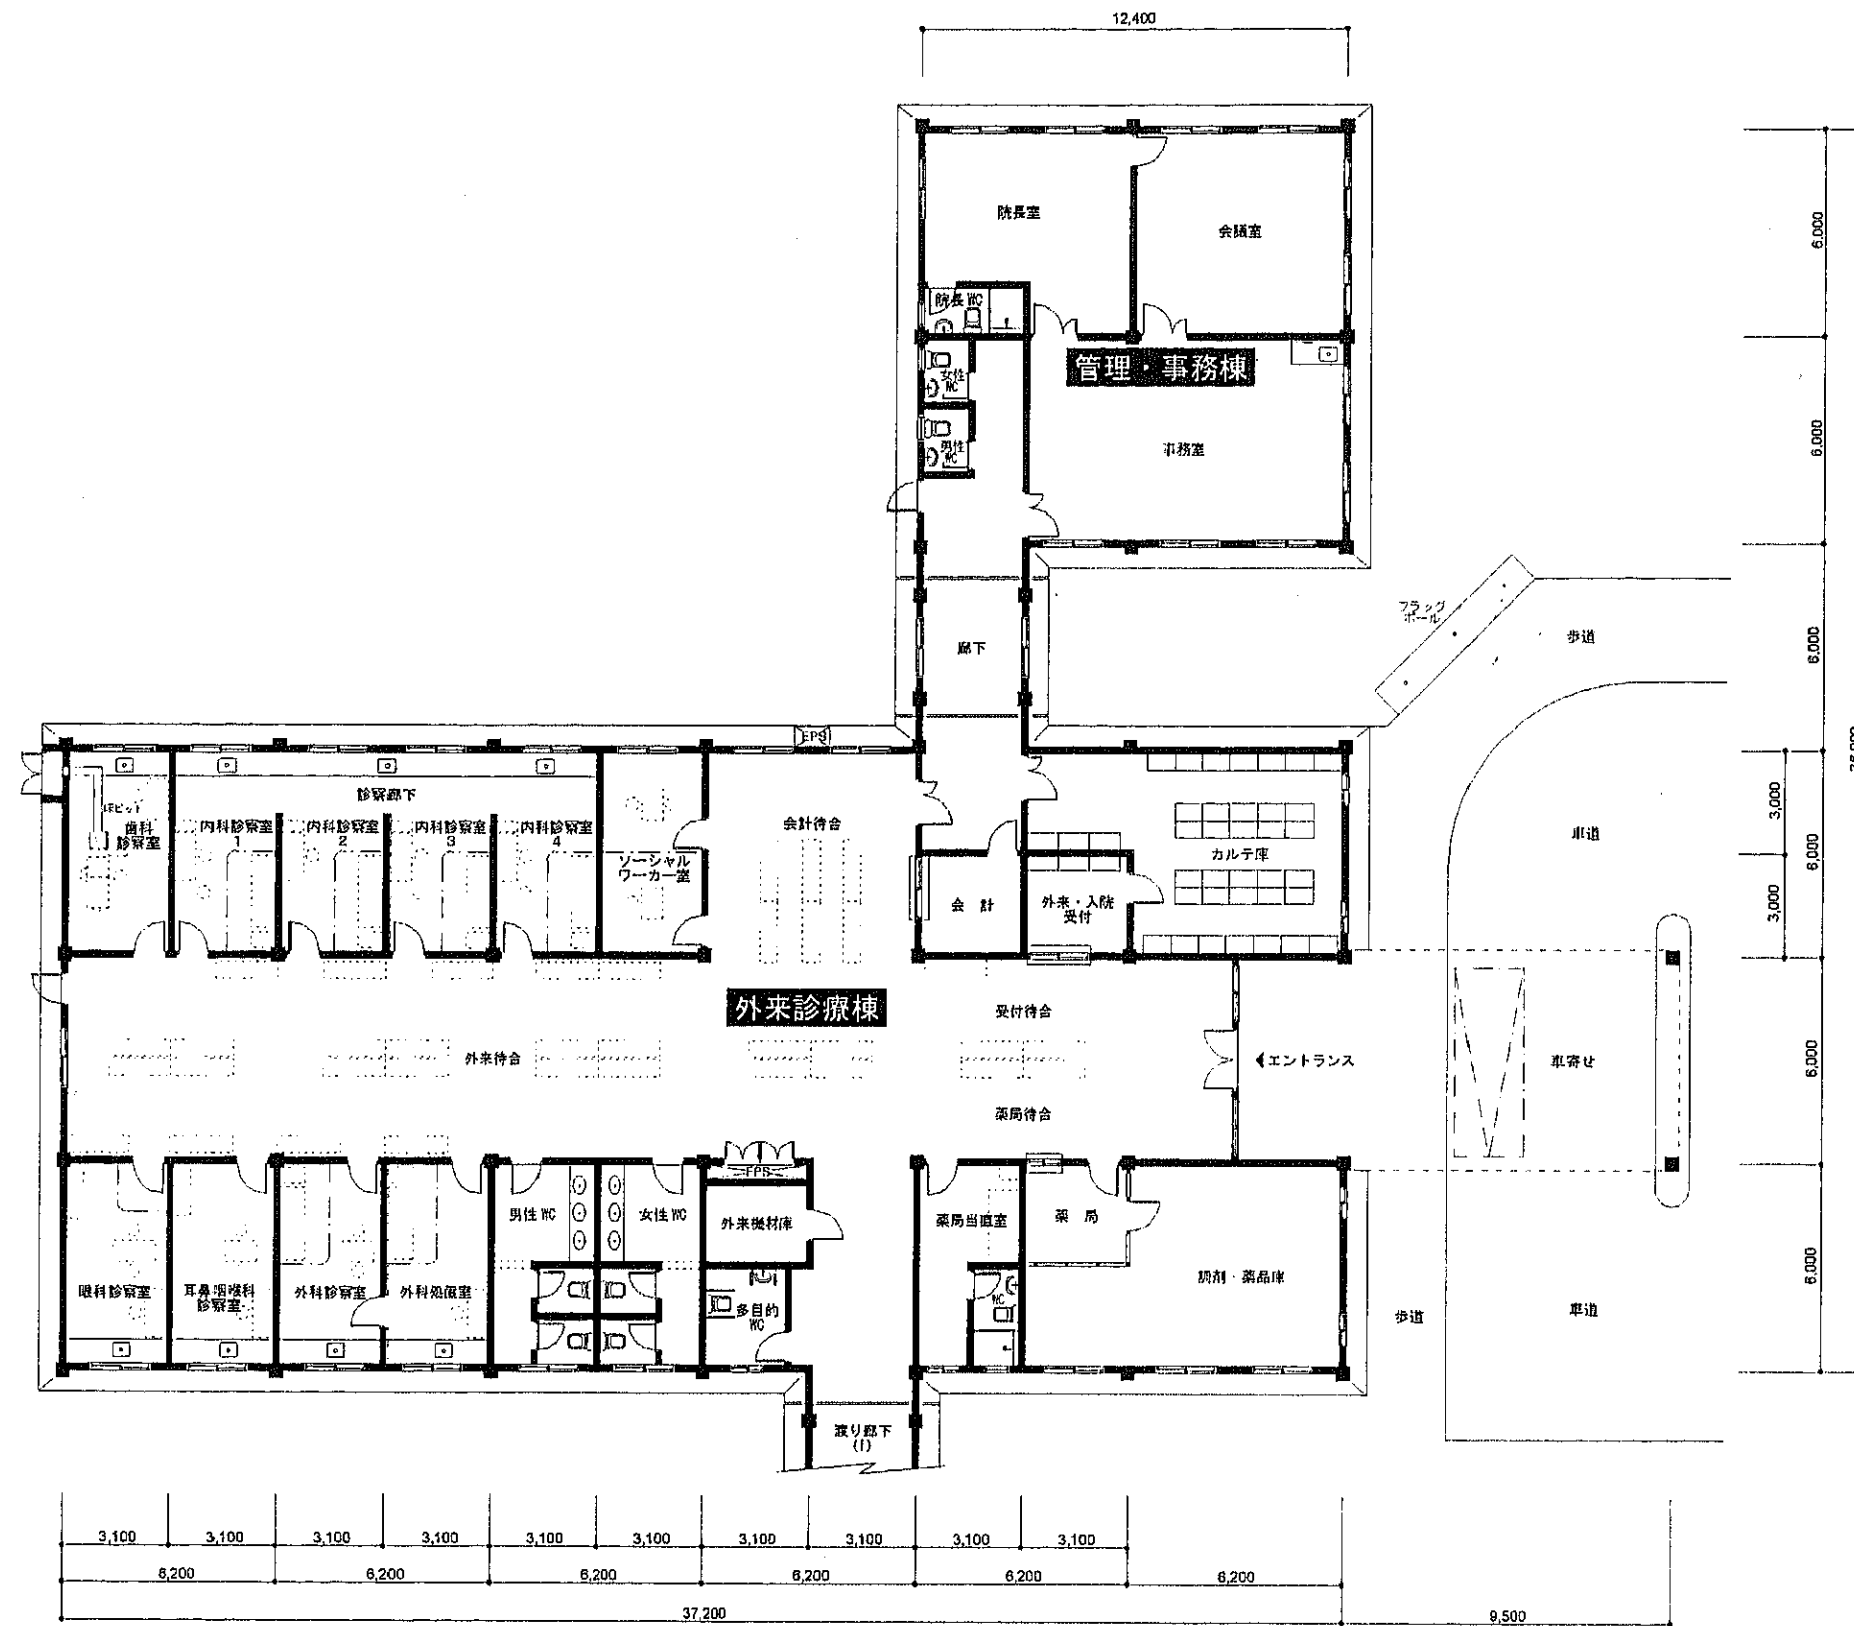 12,400
院長室
会議室
6,000
院長 WC
管理・事務棟
女性
WC
男性
WC
事務室
6,000
フラッグ
ポール
歩道
廊下
6,000
EPS
診察廊下
歯科
診察室
内科診察室
1
内科診察室
2
内科診察室
3
内科診察室
4
ソーシャル
ワーカー室
会計待合
カルテ庫
車道
3,000
6,000
3,000
会 計
外来・入院
受付
外来診療棟
受付待合
外来待合
エントランス
車寄せ
6,000
薬局待合
EPS
男性 WC
女性 WC
外来機材庫
薬局当直室
薬 局
眼科診察室
耳鼻咽喉科
診察室
外科診察室
外科処置室
多目的
WC
WC
調剤・薬品庫
歩道
車道
6,000
渡り廊下
(1)
3,100 3,100 3,100 3,100 3,100 3,100 3,100 3,100 3,100 3,100
6,200 6,200 6,200 6,200 6,200 6,200
37,200 9,500